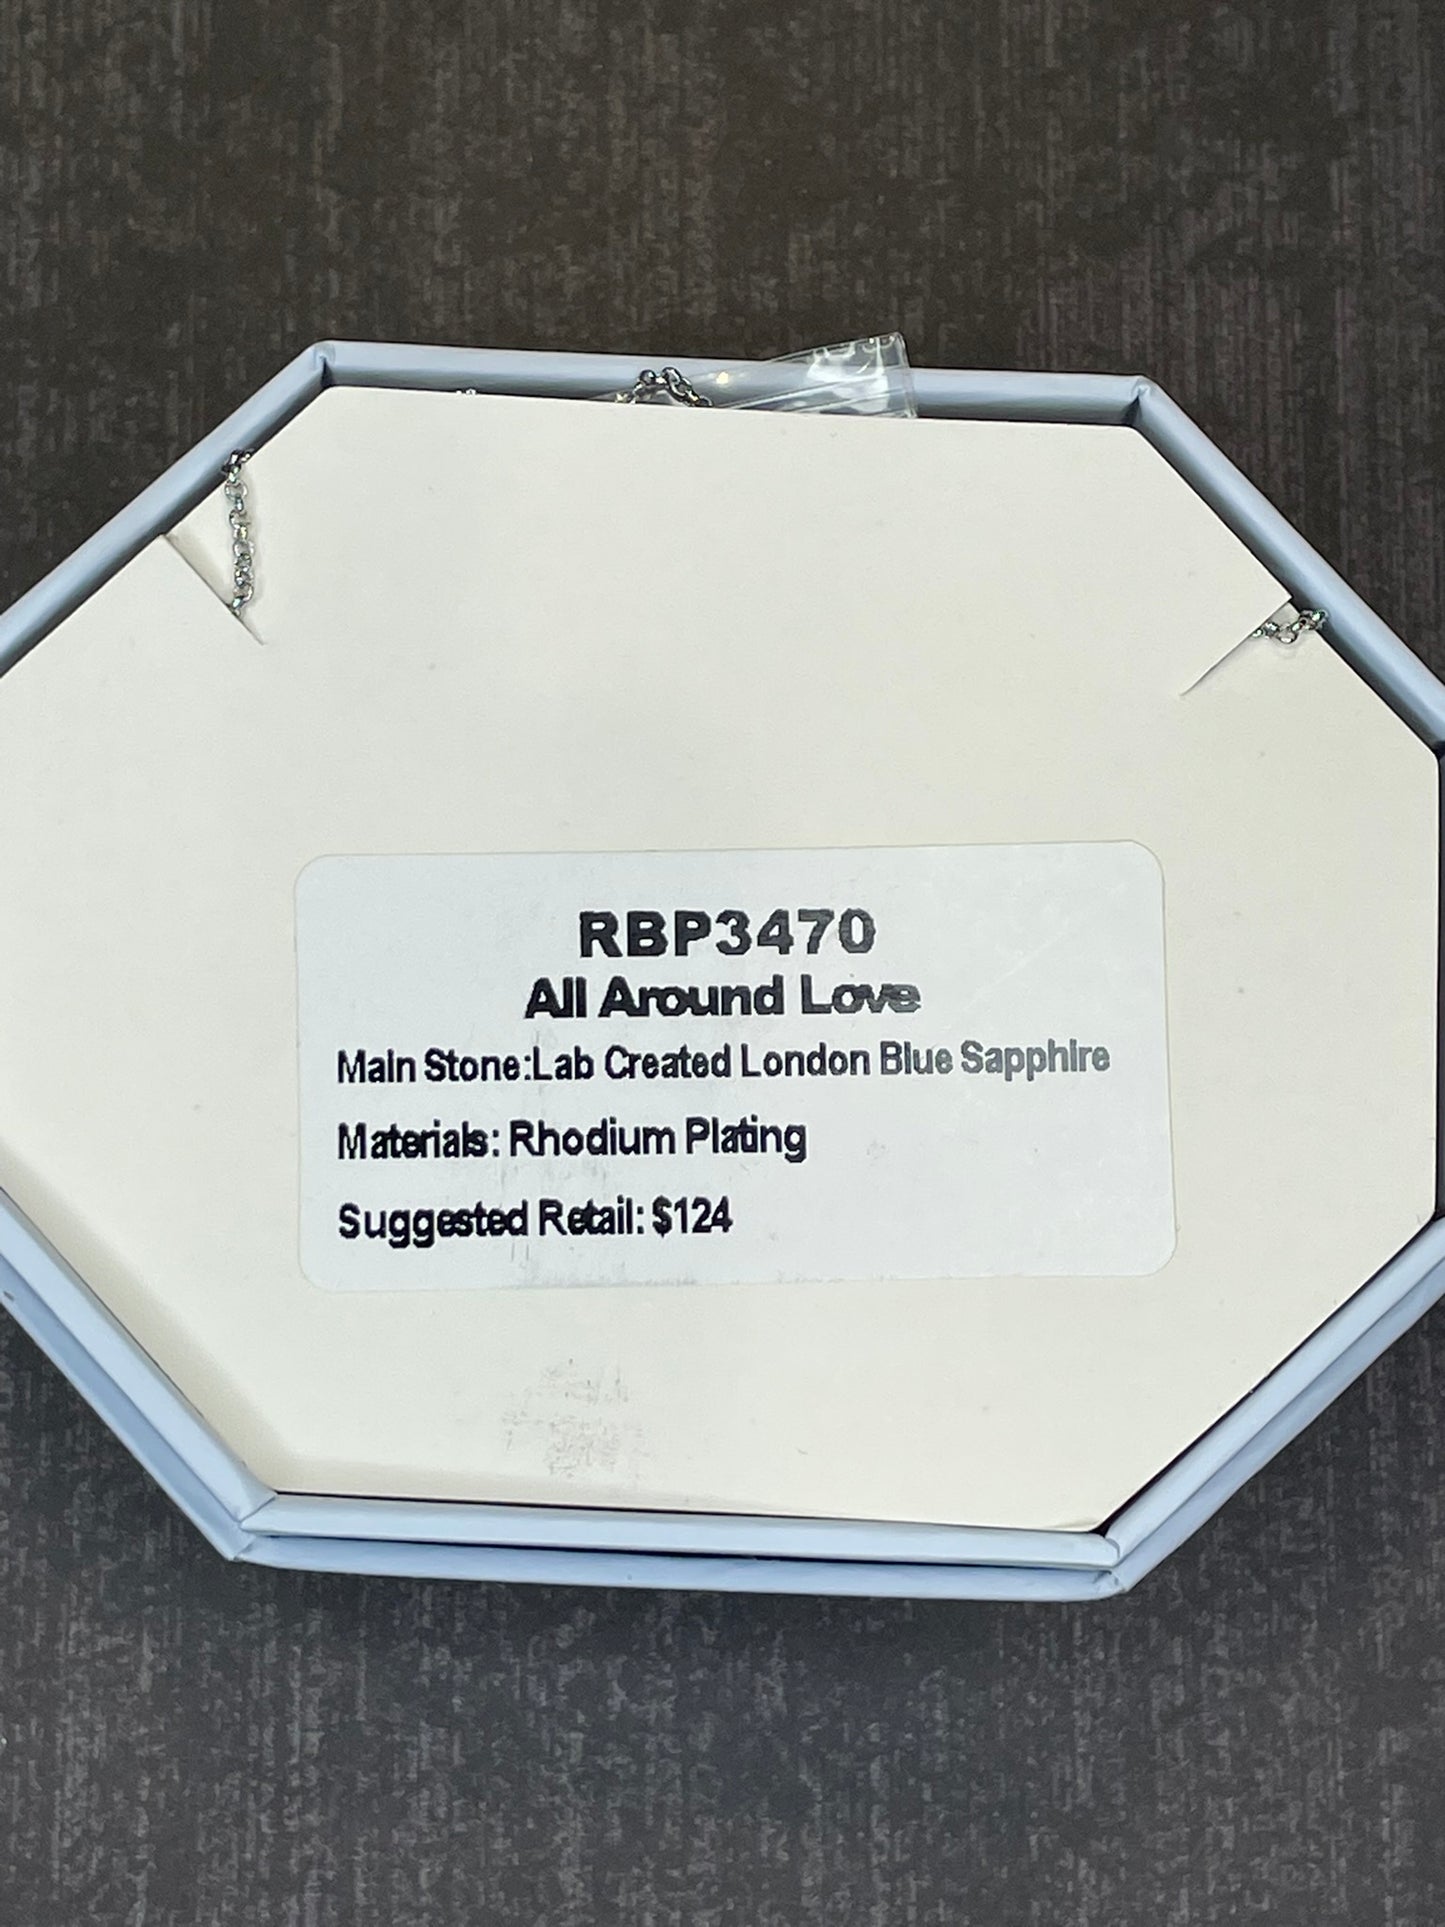 RBP3470
All Around Love
Main Stone:Lab Created London Blue Sapphire
Materials: Rhodium Plating
Suggested Retail: $124